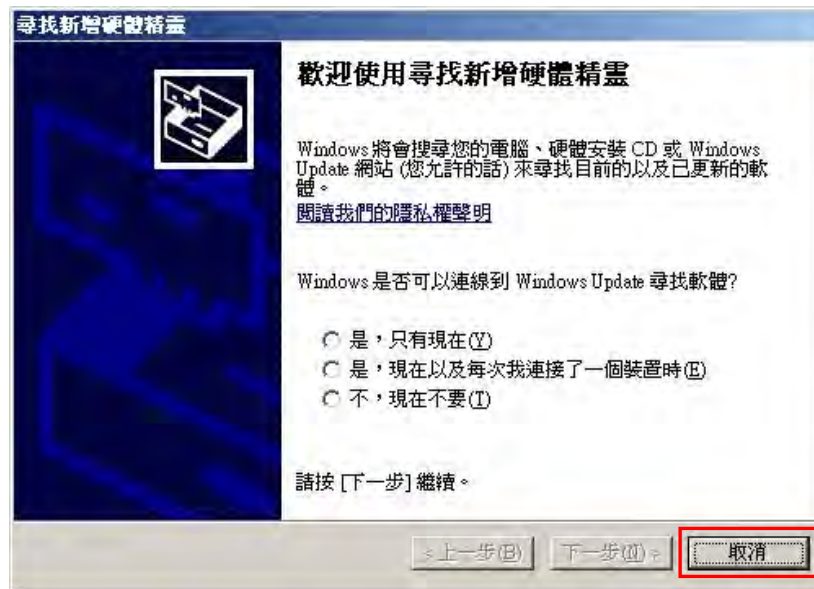 尋找新增硬體精靈
歡迎使用尋找新增硬體精靈
Windows 將會搜尋您的電腦、硬體安裝 CD 或 Windows
Update 網站 (您允許的話) 來尋找目前的以及已更新的軟
體。
閱讀我們的隱私權聲明
Windows 是否可以連線到 Windows Update 尋找軟體?
是，只有現在(Y)
是，現在以及每次我連接了一個裝置時(E)
不，現在不要(T)
請按 [下一步] 繼續。
< 上一步(B) 下一步(N) > 取消